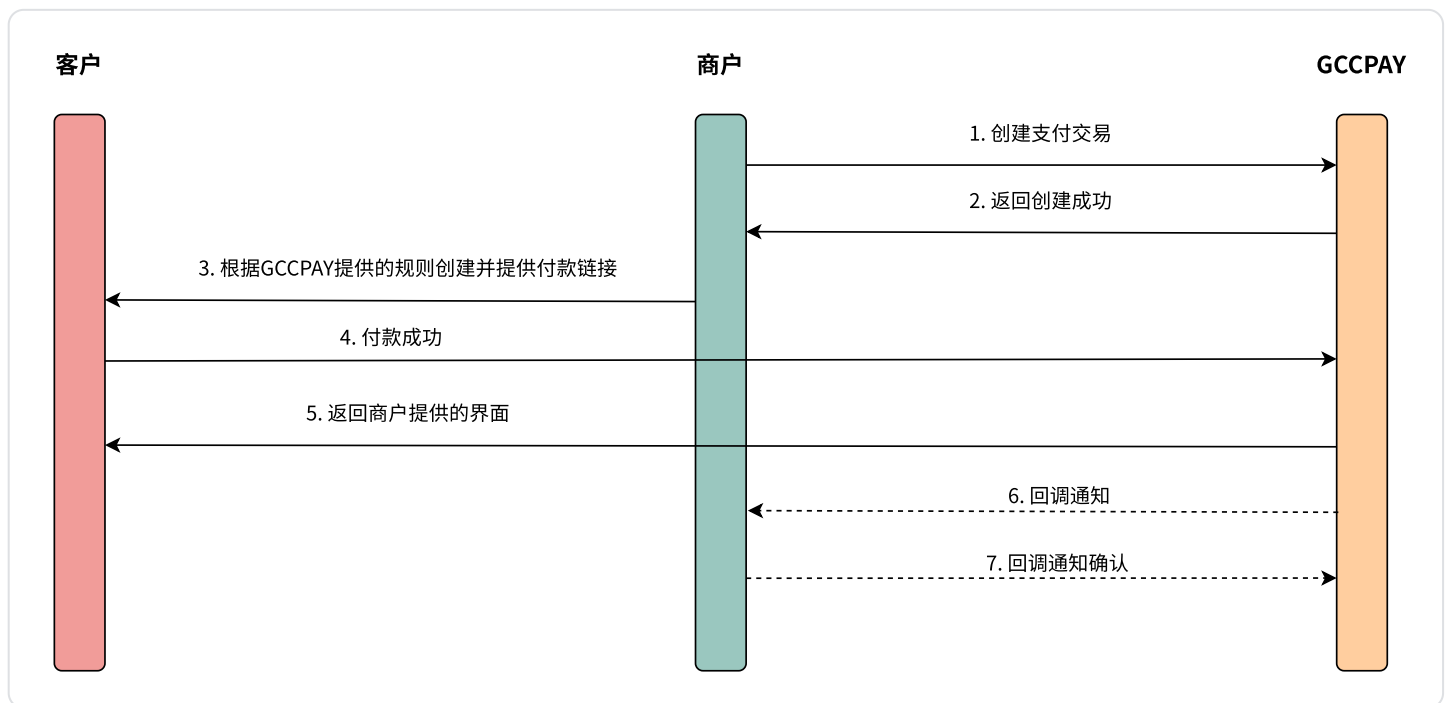 客户
商户
GCCPAY
1. 创建支付交易
2. 返回创建成功
3. 根据GCCPAY提供的规则创建并提供付款链接
4. 付款成功
5. 返回商户提供的界面
6. 回调通知
7. 回调通知确认